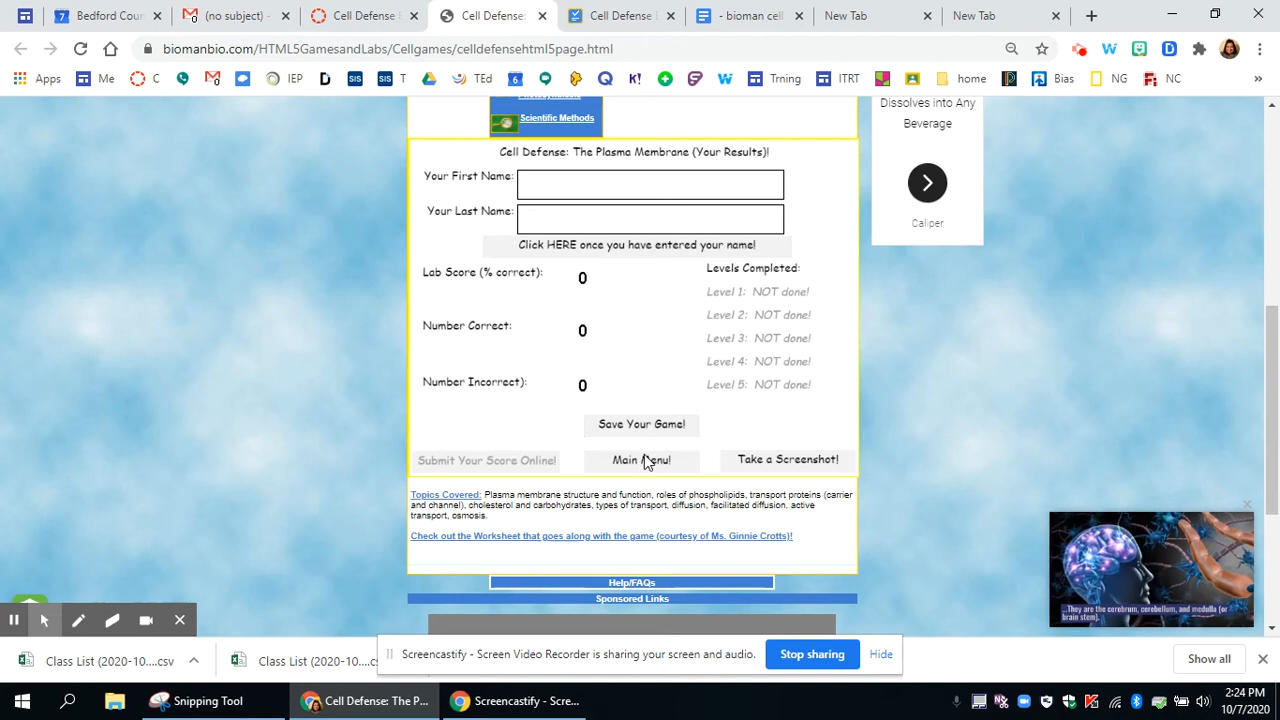 Bedford Coun
(no subject) -
Cell Defense E
Cell Defense:
Cell Defense E
- bioman cell
New Tab
New Tab
biomanbio.com/HTML5GamesandLabs/Cellgames/celldefensehtml5page.html
Apps
Me
C
IEP
SIS
SIS T
TEd
K!
Trning
ITRT
home
Bias
NG
NC
Scientific Methods
Dissolves into Any
Beverage
Caliper
Cell Defense: The Plasma Membrane (Your Results)!
Your First Name:
Your Last Name:
Click HERE once you have entered your name!
Lab Score (% correct): 0
Number Correct: 0
Number Incorrect): 0
Levels Completed:
Level 1: NOT done!
Level 2: NOT done!
Level 3: NOT done!
Level 4: NOT done!
Level 5: NOT done!
Save Your Game!
Submit Your Score Online!
Main Menu!
Take a Screenshot!
Topics Covered: Plasma membrane structure and function, roles of phospholipids, transport proteins (carrier
and channel), cholesterol and carbohydrates, types of transport, diffusion, facilitated diffusion, active
transport, osmosis.
Check out the Worksheet that goes along with the game (courtesy of Ms. Ginnie Crotts)!
Help/FAQs
Sponsored Links
...They are the cerebrum, cerebellum, and medulla (or
brain stem).
Class List (2020-10....csv
Class List (2020-10....csv
Screencastify - Screen Video Recorder is sharing your screen and audio.
Stop sharing
Hide
Show all
Snipping Tool
Cell Defense: The P...
Screencastify - Scre...
2:24 PM
10/7/2020